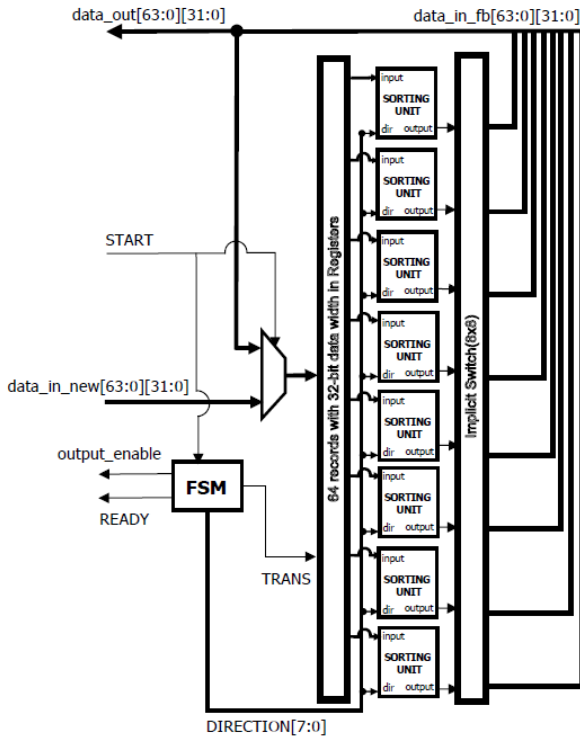 data_out[63:0][31:0]
data_in_fb[63:0][31:0]
input
SORTING
UNIT
dir output
input
SORTING
UNIT
dir output
START
input
SORTING
UNIT
dir output
input
SORTING
UNIT
dir output
data_in_new[63:0][31:0]
input
SORTING
UNIT
dir output
output_enable
FSM
READY
TRANS
input
SORTING
UNIT
dir output
input
SORTING
UNIT
dir output
input
SORTING
UNIT
dir output
64 records with 32-bit data width in Registers
Implicit Switch(8x8)
DIRECTION[7:0]